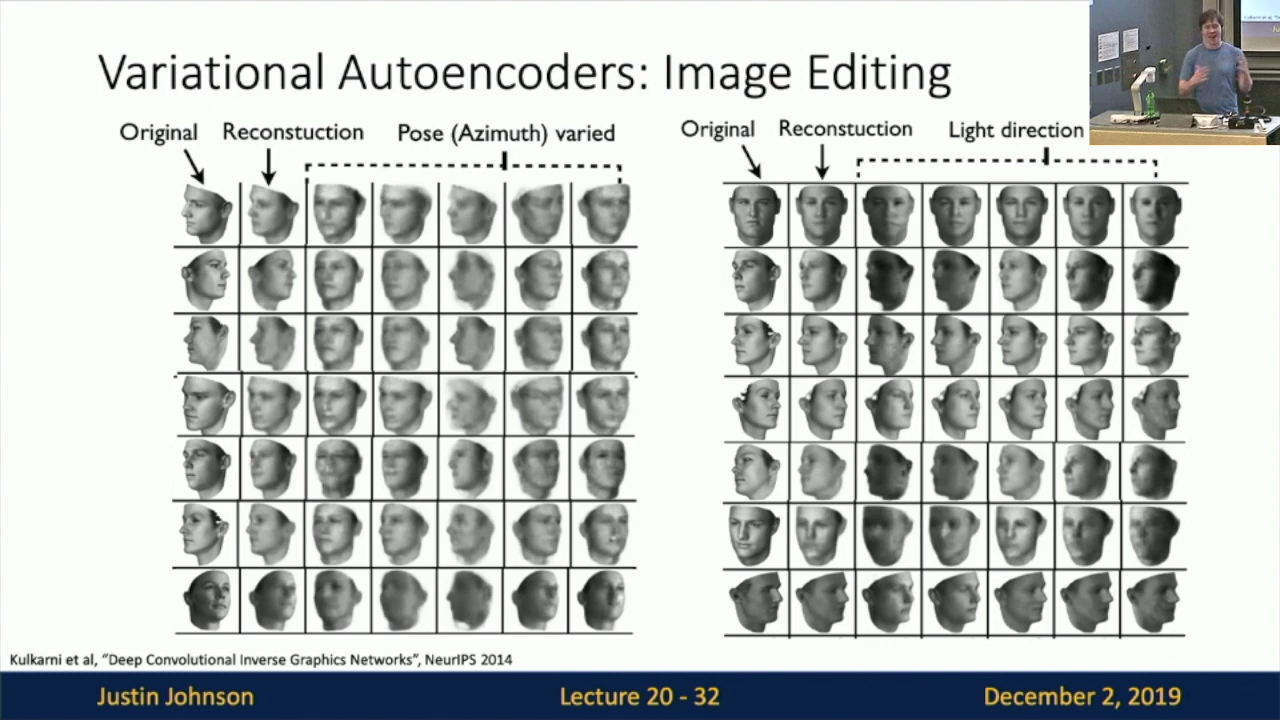 Variational Autoencoders: Image Editing
Original Reconstuction Pose (Azimuth) varied
Original Reconstuction Light direction
Kulkarni et al, “Deep Convolutional Inverse Graphics Networks”, NeurIPS 2014
Justin Johnson Lecture 20 - 32 December 2, 2019